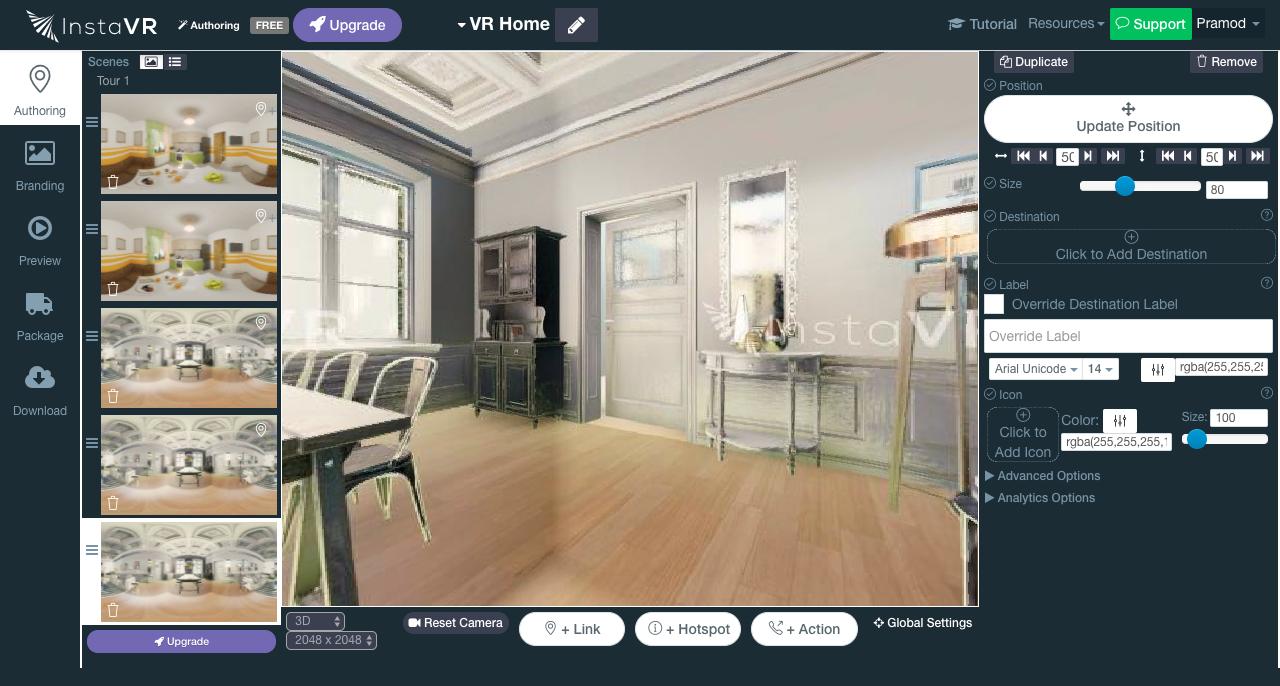 InstaVR
Authoring
FREE
Upgrade
VR Home
Tutorial
Resources
Support
Pramod
Authoring
Branding
Preview
Package
Download
Scenes
Tour 1
Upgrade
InstaVR
3D
2048 x 2048
Reset Camera
+ Link
+ Hotspot
+ Action
Global Settings
Duplicate
Remove
Position
Update Position
50
50
Size
80
Destination
Click to Add Destination
Label
Override Destination Label
Override Label
Arial Unicode
14
rgba(255,255,25
Icon
Click to
Add Icon
Color:
rgba(255,255,255,1
Size:
100
Advanced Options
Analytics Options